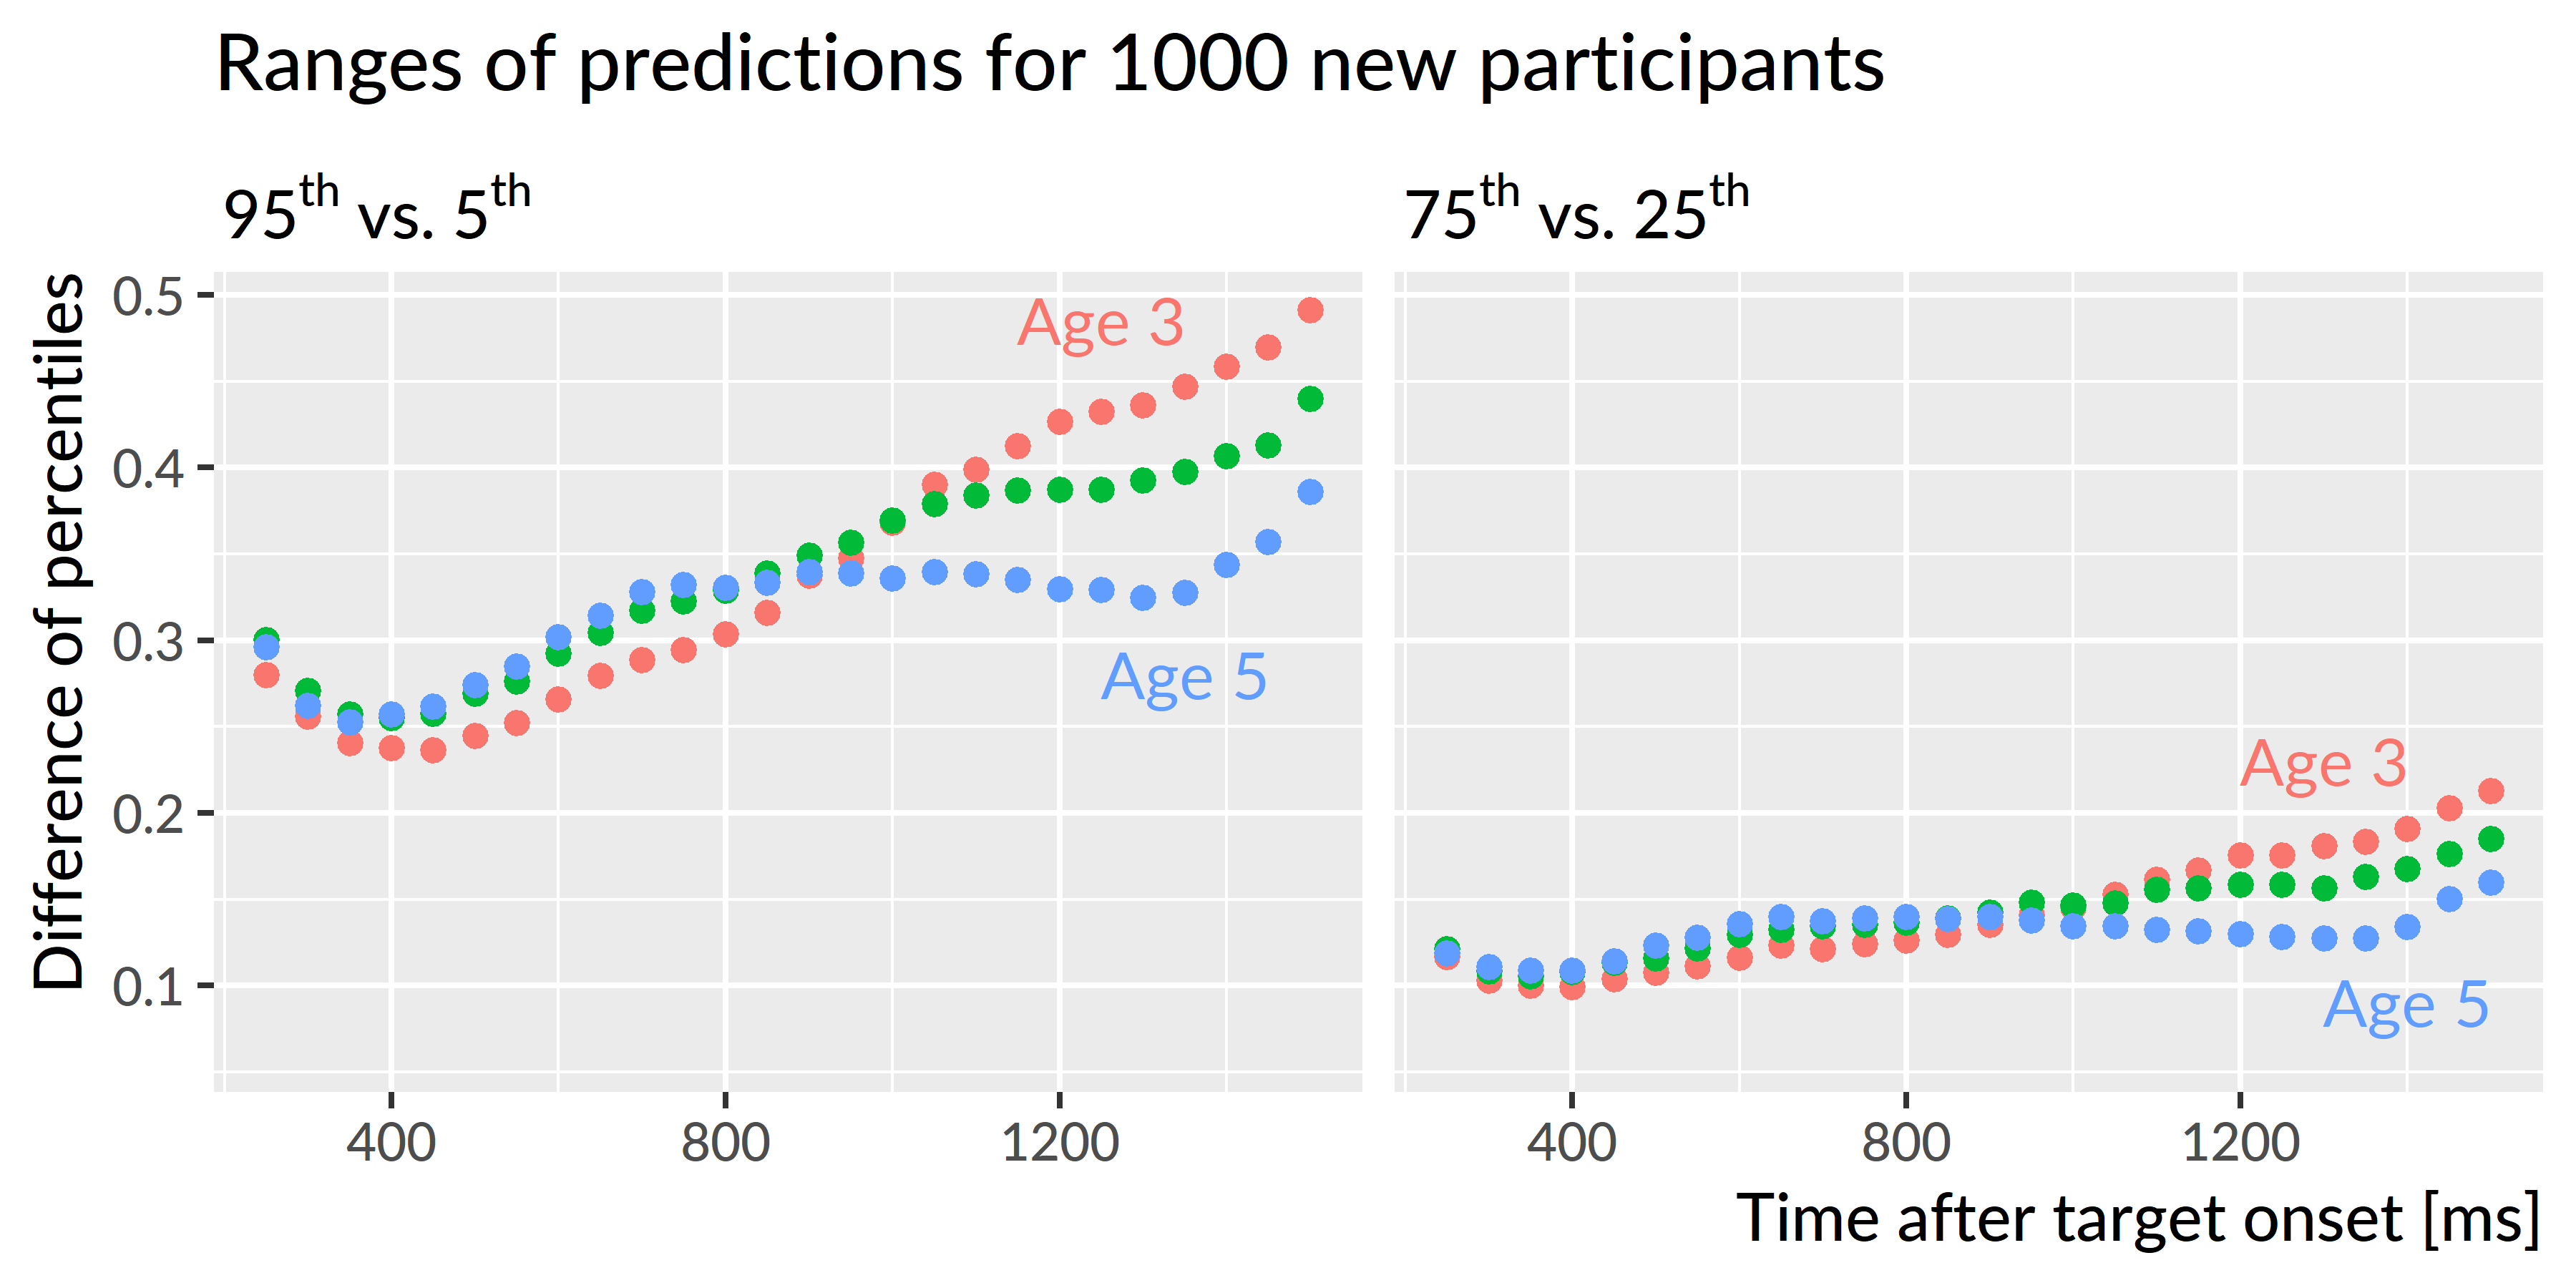 Ranges of predictions for 1000 new participants
95th vs. 5th
75th vs. 25th
Difference of percentiles
0.5
0.4
0.3
0.2
0.1
Age 3
Age 5
Age 3
Age 5
400 800 1200
400 800 1200
Time after target onset [ms]